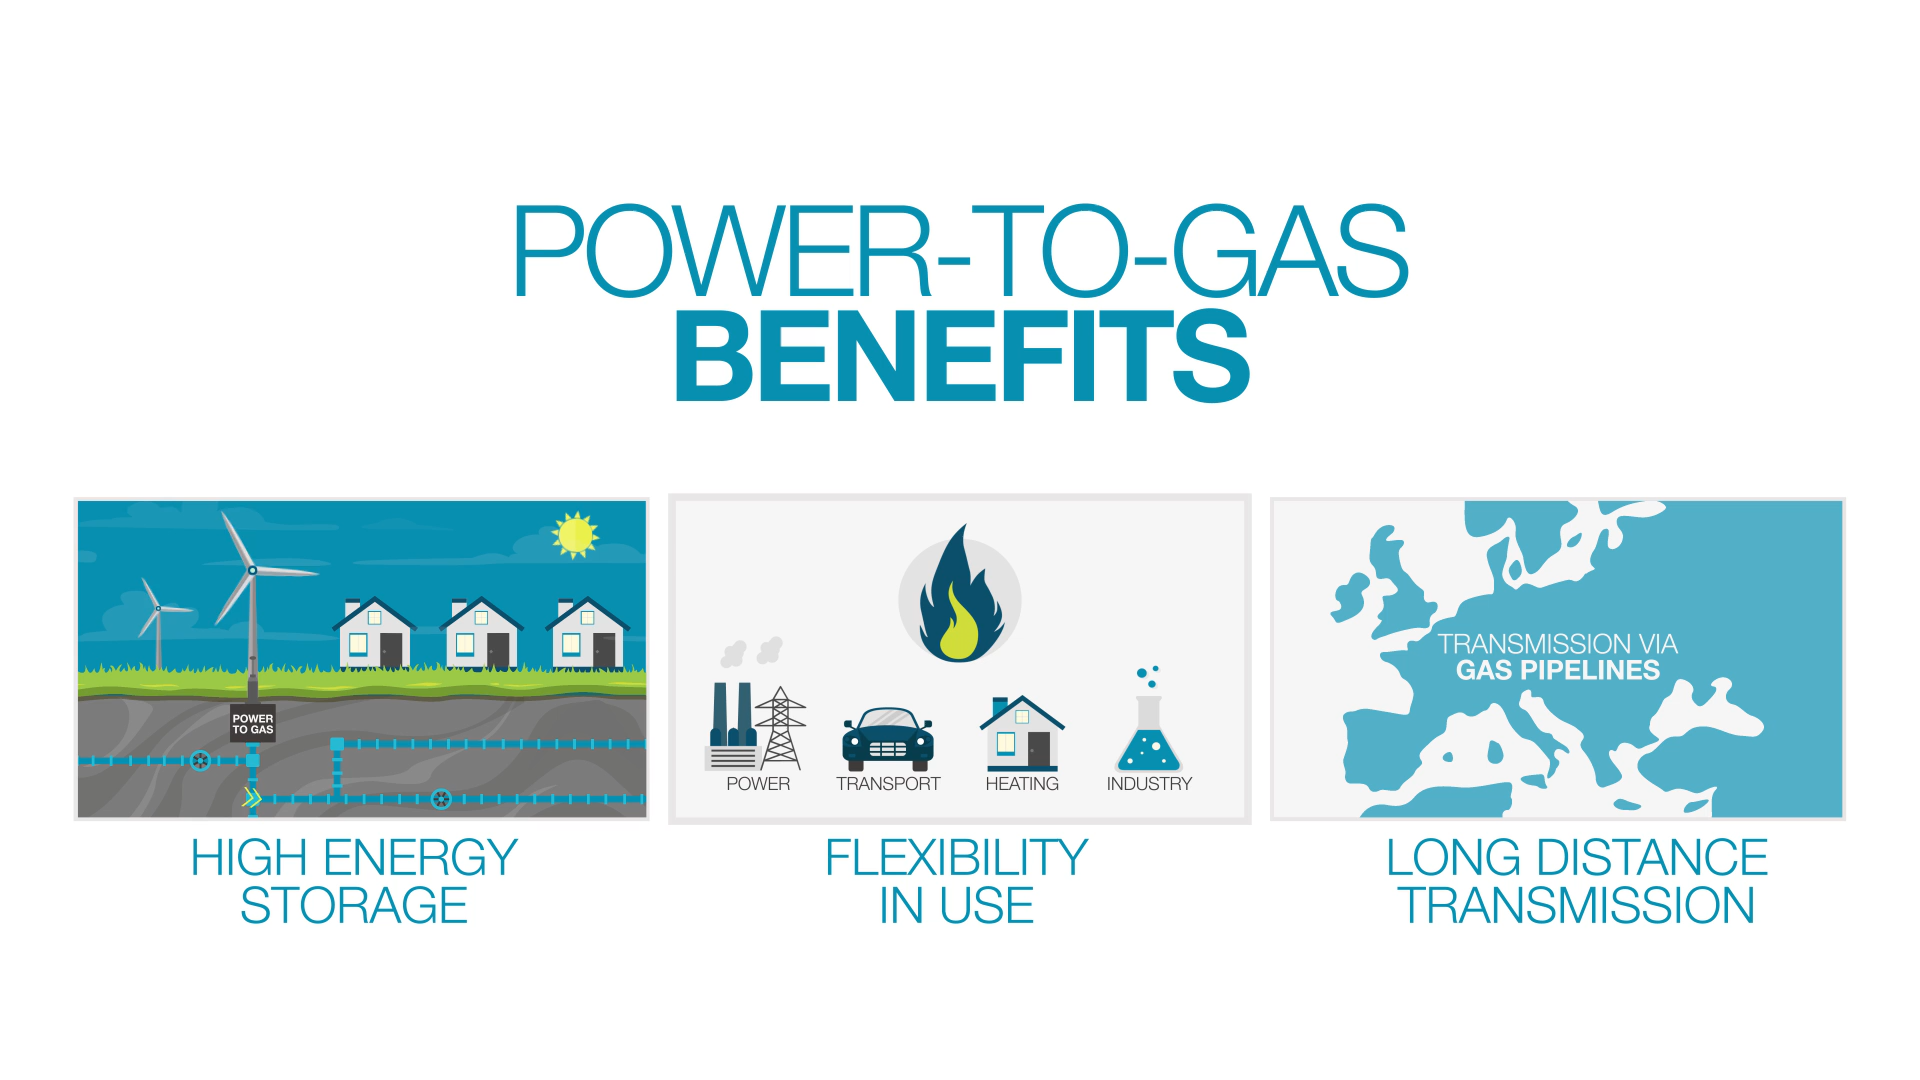 POWER-TO-GAS
BENEFITS
POWER
TO GAS
HIGH ENERGY
STORAGE
POWER
TRANSPORT
HEATING
INDUSTRY
FLEXIBILITY
IN USE
TRANSMISSION VIA
GAS PIPELINES
LONG DISTANCE
TRANSMISSION